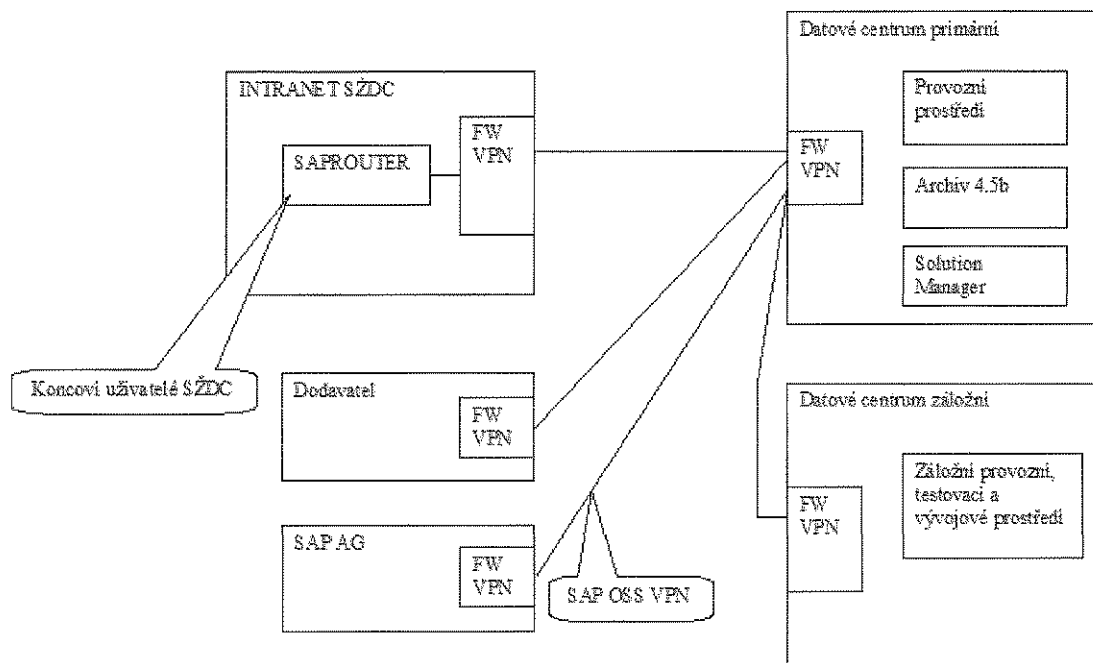 INTRANET SŽDC
SAPROUTER
FW
VPN
Koncoví uživatelé SŽDC
Dodavatel
FW
VPN
SAP AG
FW
VPN
SAP OSS VPN
Datové centrum primární
FW
VPN
Provozní
prostředí
Archiv 4.5b
Solution
Manager
Datové centrum záložní
FW
VPN
Záložní provozní,
testovací a
vývojové prostředí